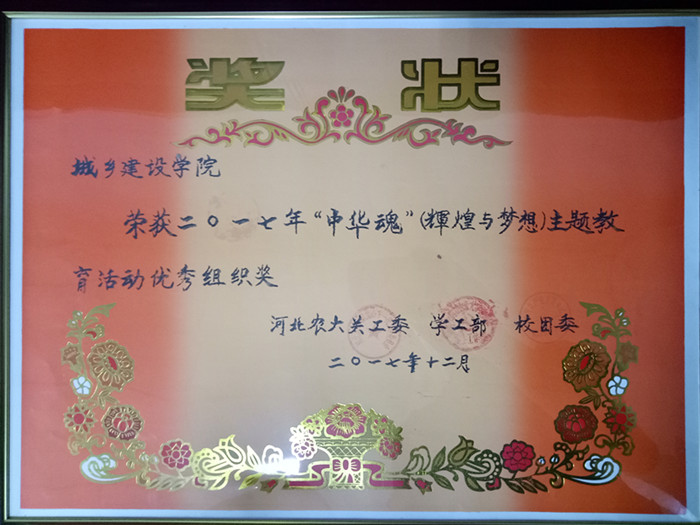 奖 状
城乡建设学院
荣获二〇一七年“中华魂”(輝煌与梦想)主题教
育活动优秀组织奖
河北农大关工委 学工部 校团委
二〇一七年十二月